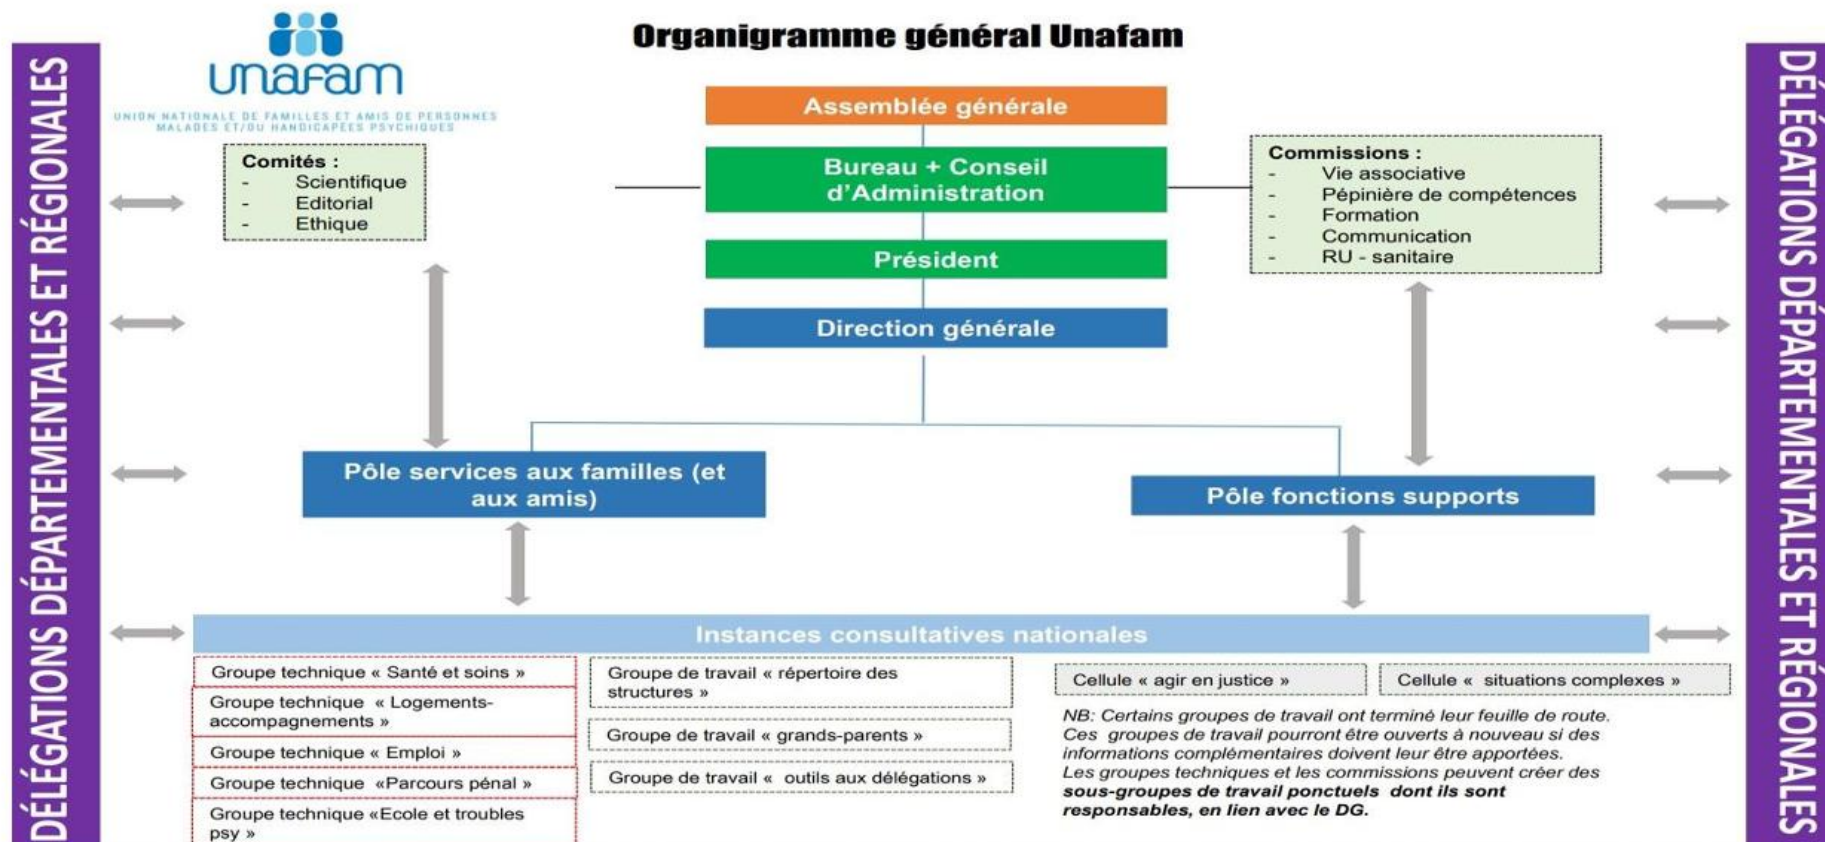 Organigramme général Unafam
DÉLÉGATIONS DÉPARTEMENTALES ET RÉGIONALES
unafam
UNION NATIONALE DE FAMILLES ET AMIS DE PERSONNES
MALADES ET/OU HANDICAPÉES PSYCHIQUES
Assemblée générale
Bureau + Conseil
d'Administration
Président
Direction générale
Comités :
- Scientifique
- Editorial
- Ethique
Commissions :
- Vie associative
- Pépinière de compétences
- Formation
- Communication
- RU - sanitaire
Pôle services aux familles (et
aux amis)
Pôle fonctions supports
Instances consultatives nationales
Groupe technique « Santé et soins »
Groupe technique « Logements-
accompagnements »
Groupe technique « Emploi »
Groupe technique «Parcours pénal »
Groupe technique «Ecole et troubles
psy »
Groupe de travail « répertoire des
structures »
Groupe de travail « grands-parents »
Groupe de travail « outils aux délégations »
Cellule « agir en justice »
Cellule « situations complexes »
NB: Certains groupes de travail ont terminé leur feuille de route.
Ces groupes de travail pourront être ouverts à nouveau si des
informations complémentaires doivent leur être apportées.
Les groupes techniques et les commissions peuvent créer des
sous-groupes de travail ponctuels dont ils sont
responsables, en lien avec le DG.
DÉLÉGATIONS DÉPARTEMENTALES ET RÉGIONALES